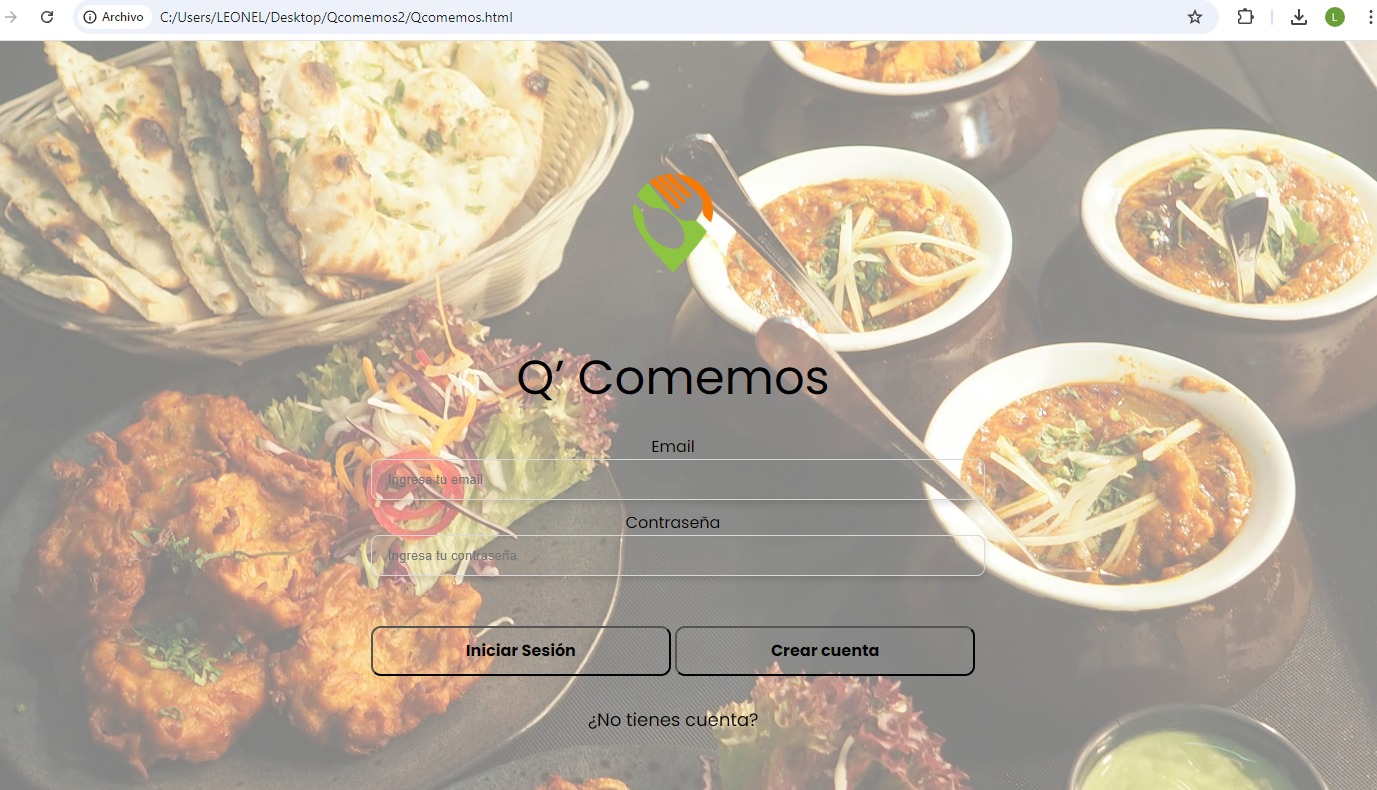 Archivo C:/Users/LEONEL/Desktop/Qcomemos2/Qcomemos.html
L
Q’ Comemos
Email
Ingresa tu email
Contraseña
Ingresa tu contraseña
Iniciar Sesión Crear cuenta
¿No tienes cuenta?